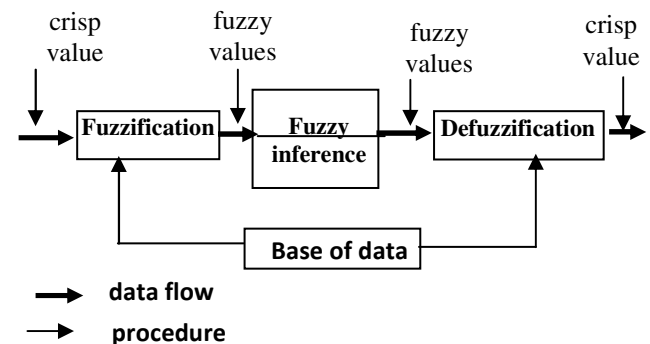 crisp
value
fuzzy
values
fuzzy
values
crisp
value
Fuzzification
Fuzzy
inference
Defuzzification
Base of data
data flow
procedure